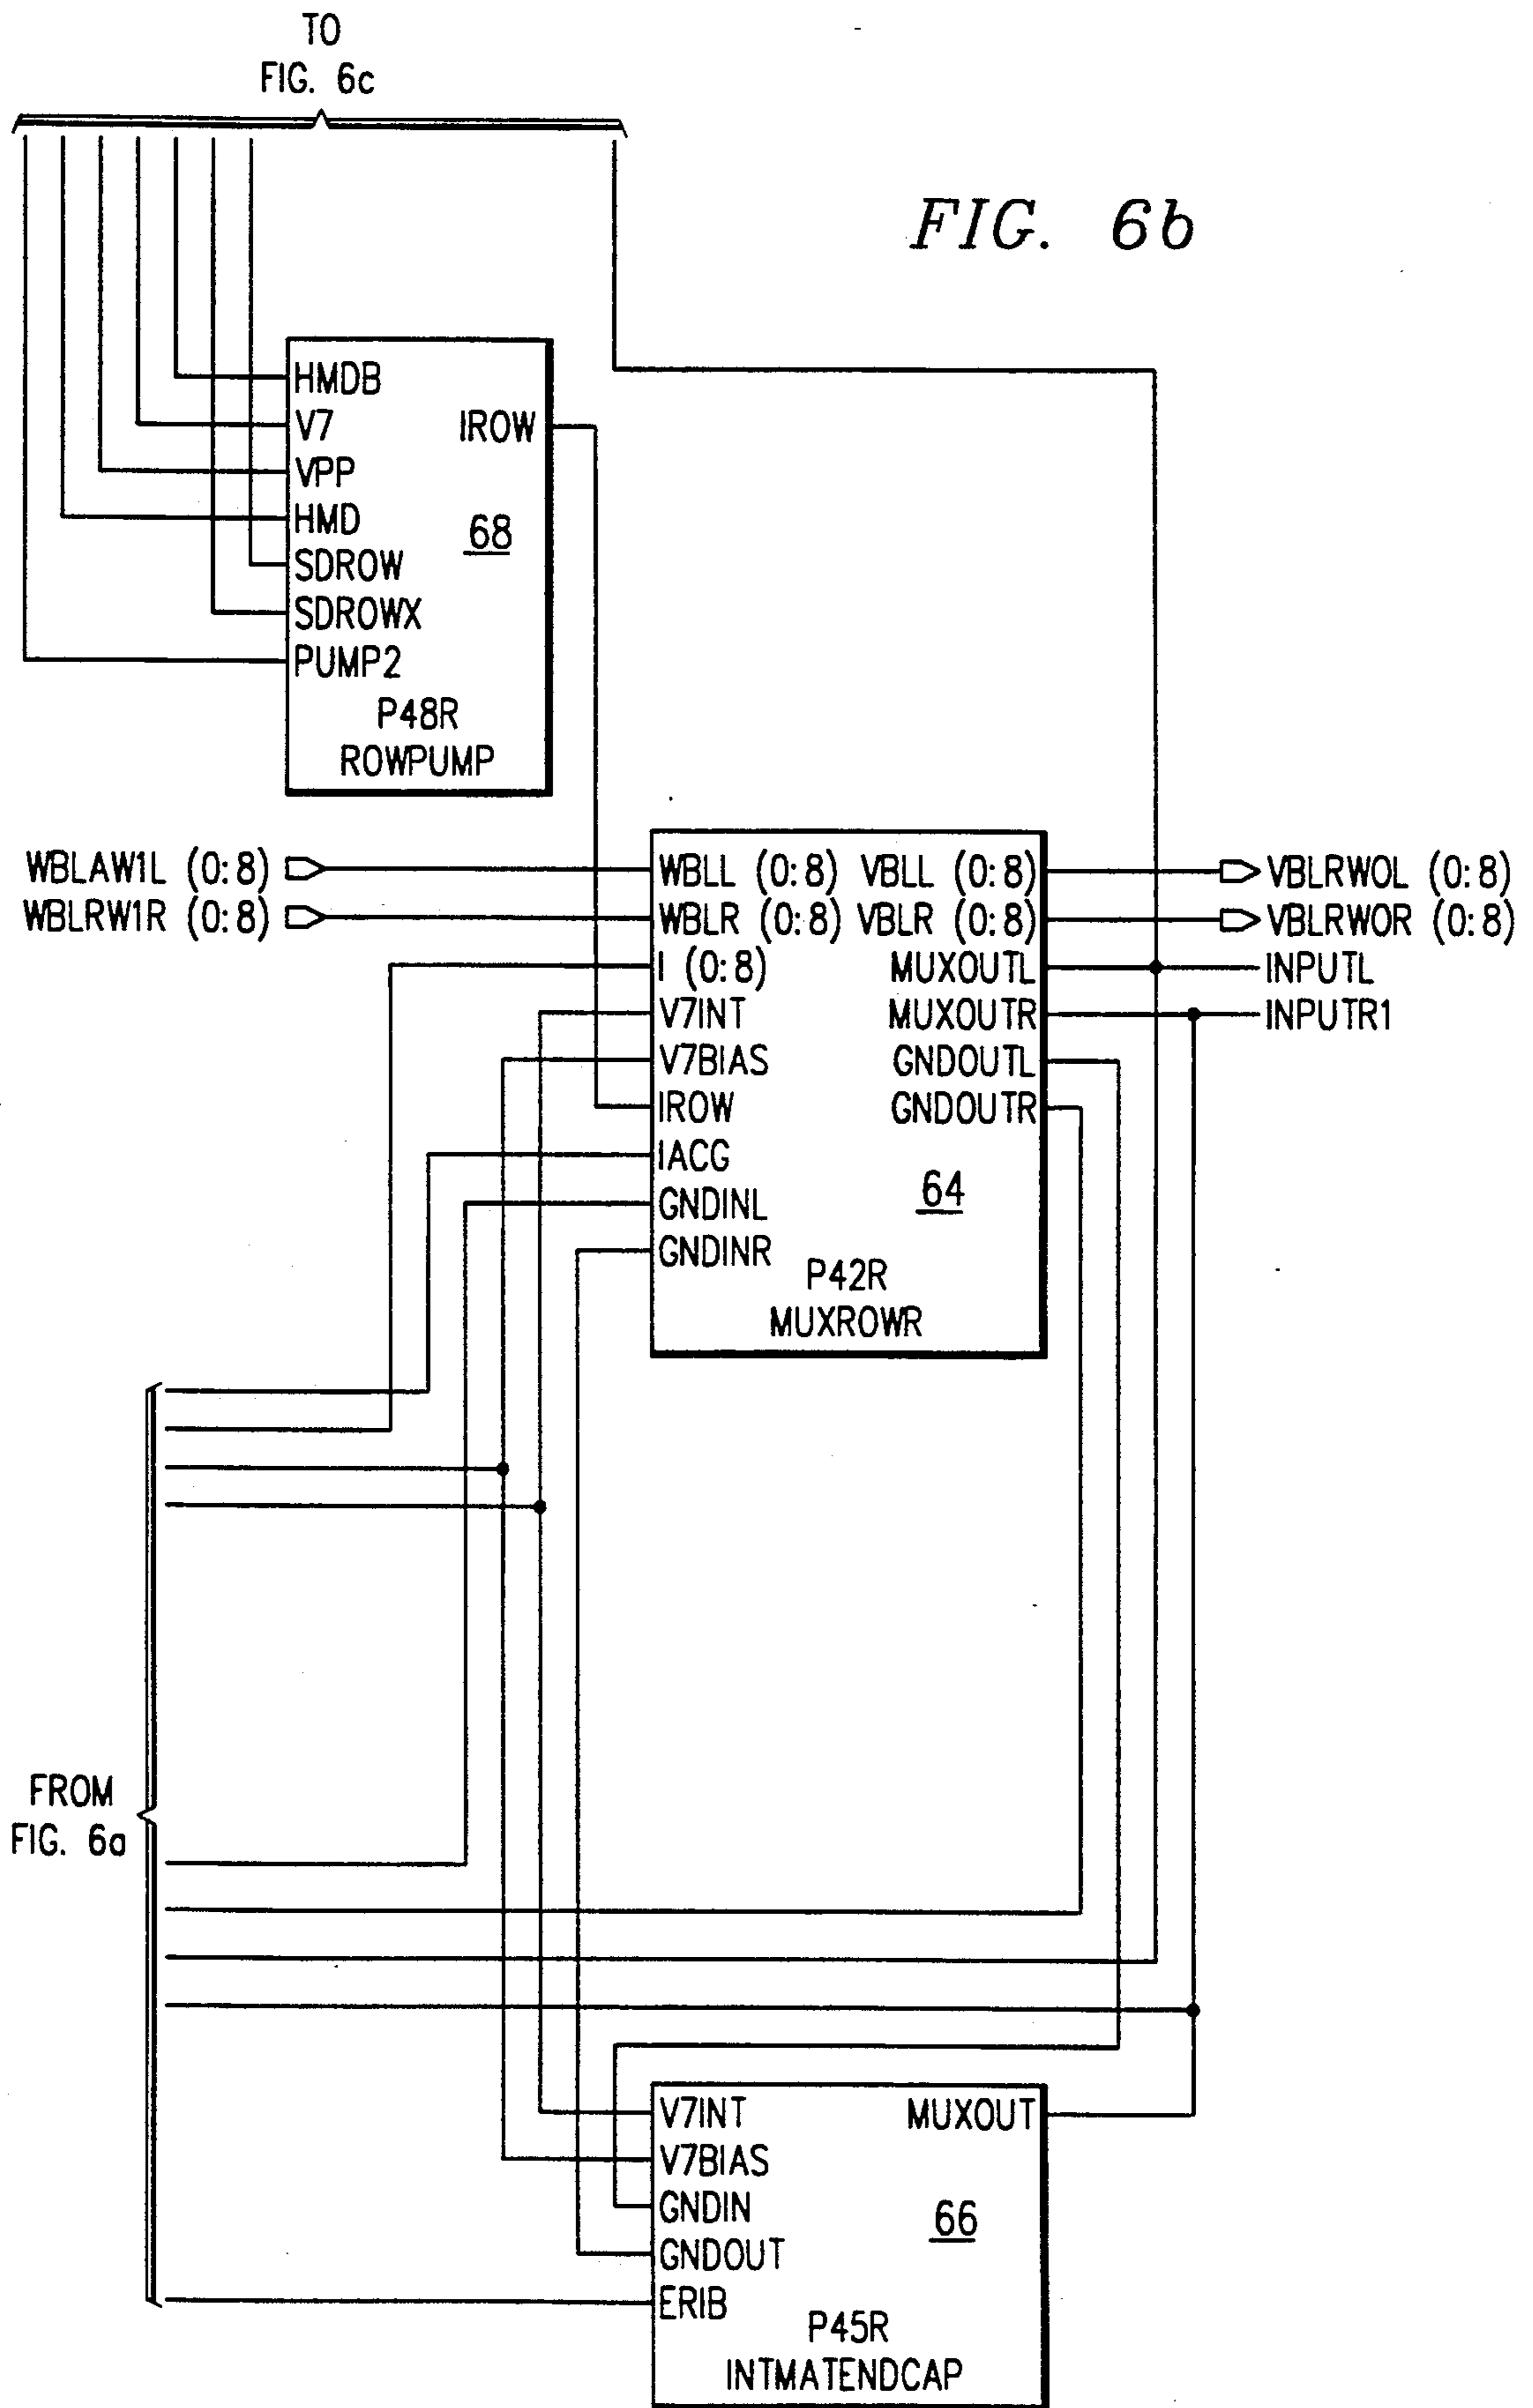 TO
FIG. 6c
FIG. 6b
HMDB
V7
IROW
VPP
HMD
68
SDROW
SDROWX
PUMP2
P48R
ROWPUMP
WBLAW1L (0:8)
WBLL (0:8) VBLL (0:8)
VBLRWOL (0:8)
WBLRW1R (0:8)
WBLR (0:8) VBLR (0:8)
VBLRWOR (0:8)
I (0:8)
MUXOUTL
INPUTL
V7INT
MUXOUTR
INPUTR1
V7BIAS
GNDOUTL
IROW
GNDOUTR
IACG
64
GNDINL
GNDINR
P42R
MUXROWR
FROM
FIG. 6a
V7INT
MUXOUT
V7BIAS
GNDIN
66
GNDOUT
ERIB
P45R
INTMATENDCAP